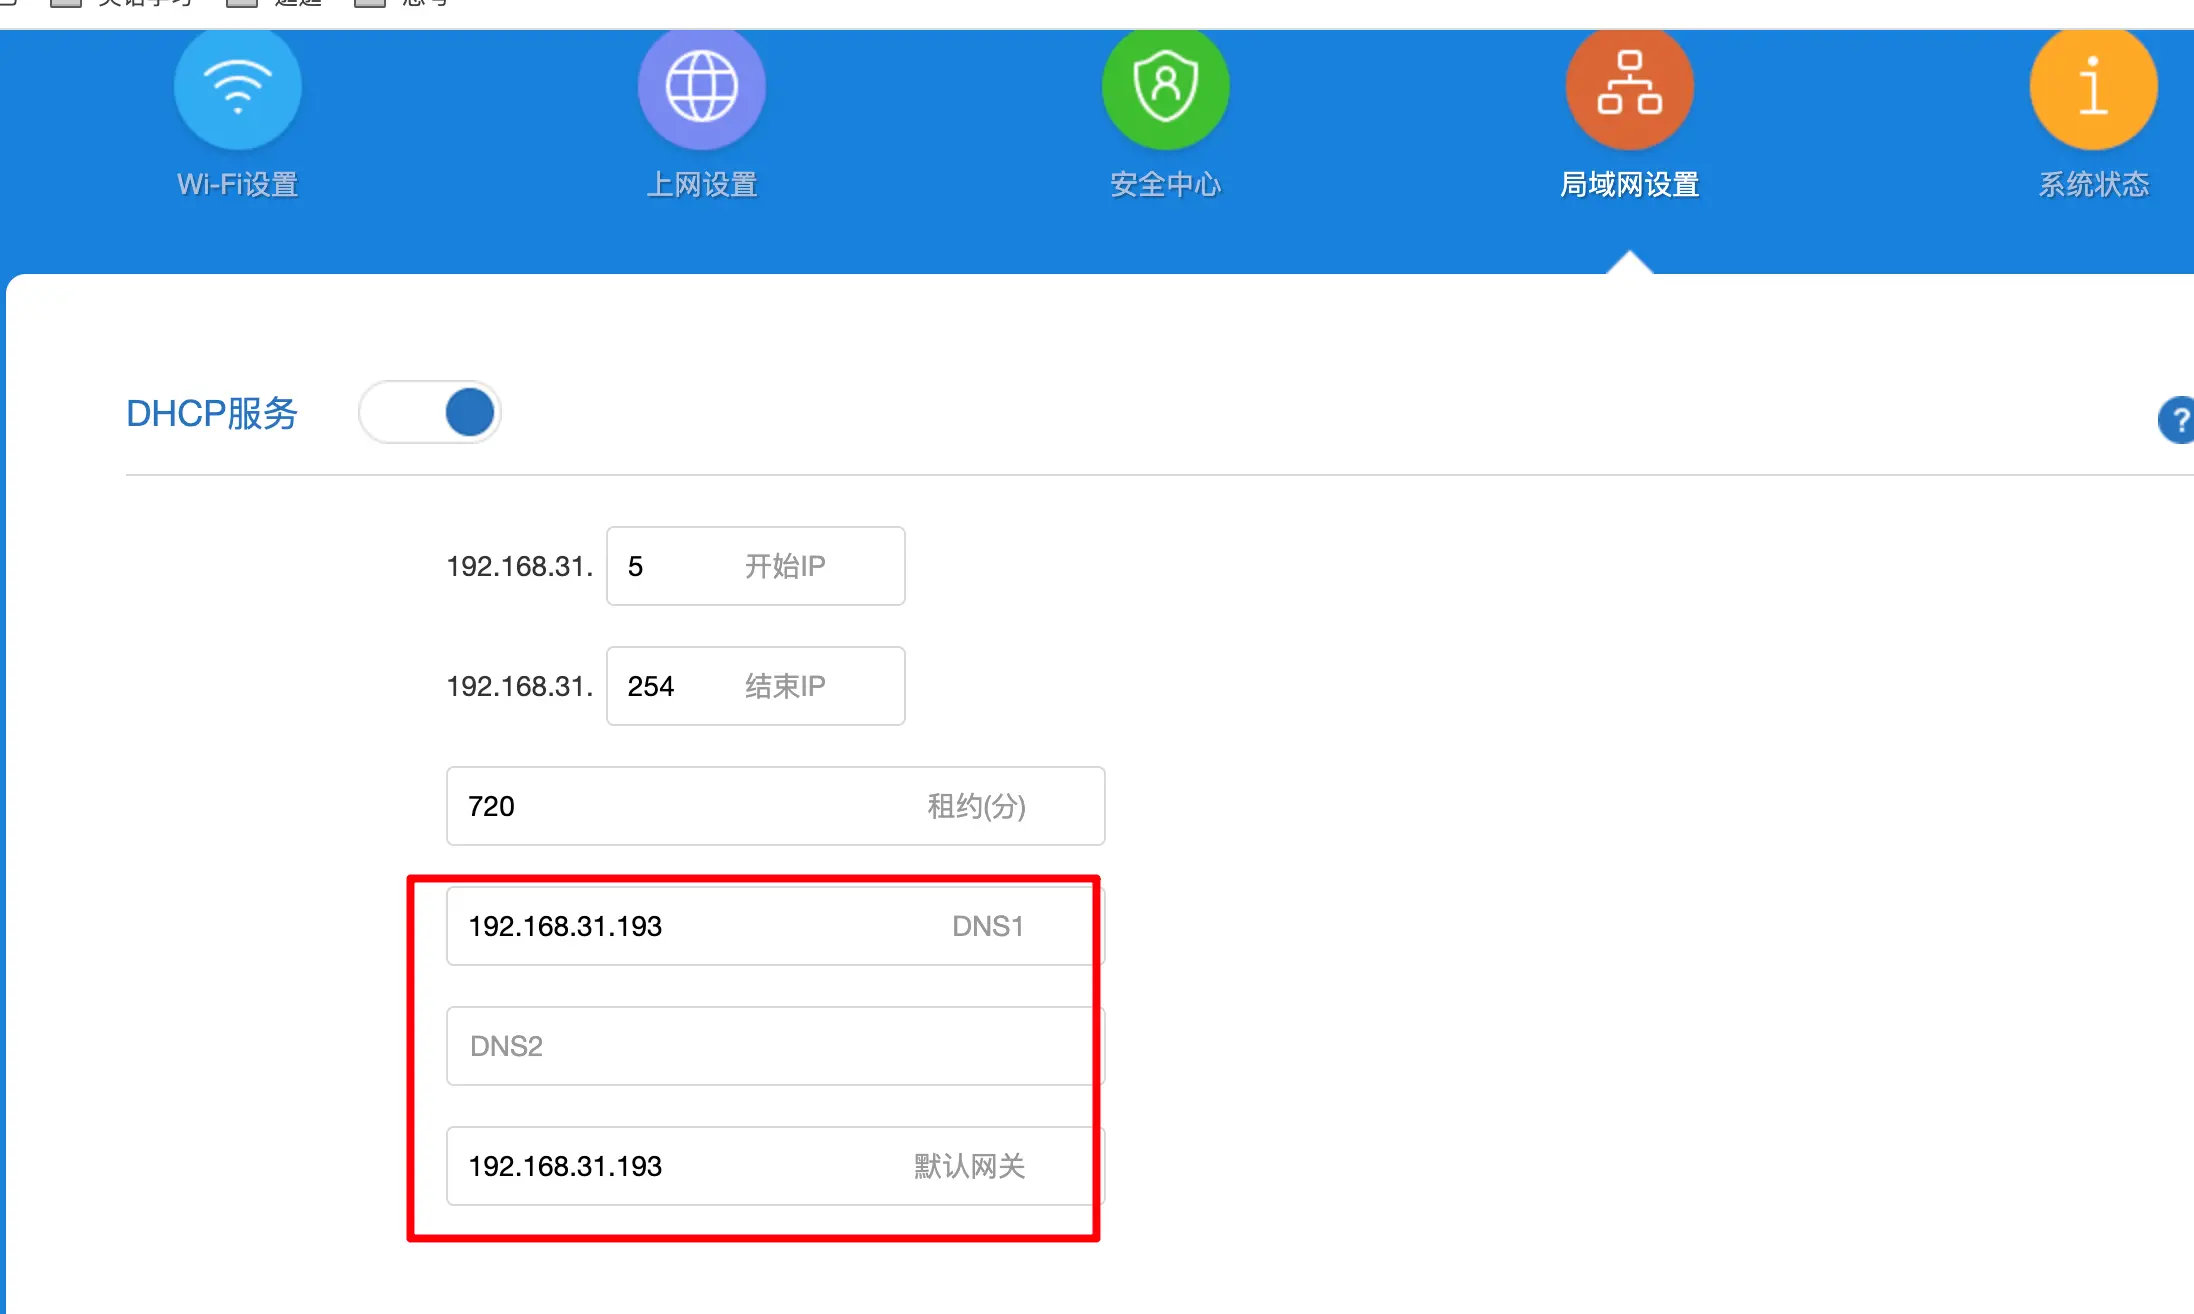 Wi-Fi设置
上网设置
安全中心
局域网设置
系统状态
DHCP服务
?
192.168.31. 5 开始IP
192.168.31. 254 结束IP
720 租约(分)
192.168.31.193 DNS1
DNS2
192.168.31.193 默认网关